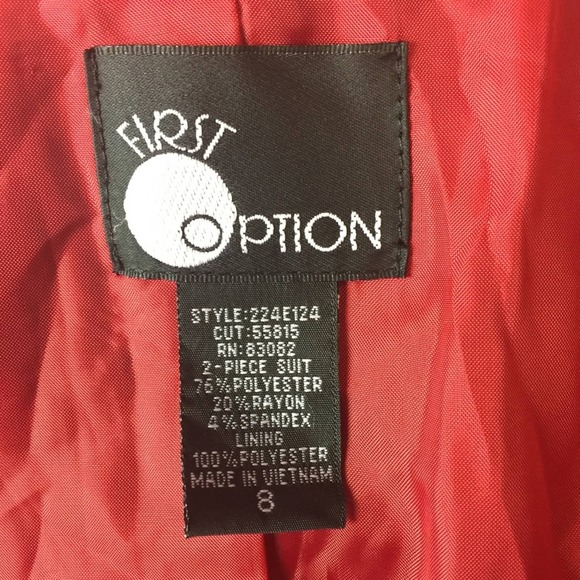 FIRST
OPTION
STYLE:224E124
CUT:55815
RN:83082
2-PIECE SUIT
76%POLYESTER
20%RAYON
4%SPANDEX
LINING
100%POLYESTER
MADE IN VIETNAM
8